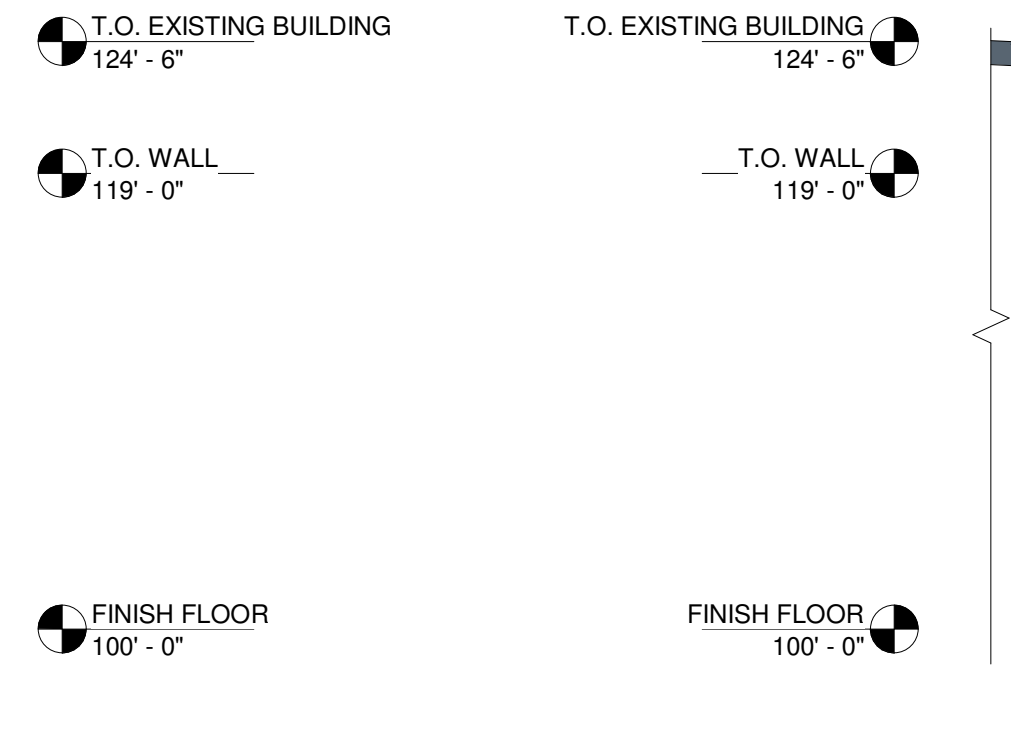 T.O. EXISTING BUILDING
124' - 6"
T.O. EXISTING BUILDING
124' - 6"
T.O. WALL
119' - 0"
T.O. WALL
119' - 0"
FINISH FLOOR
100' - 0"
FINISH FLOOR
100' - 0"